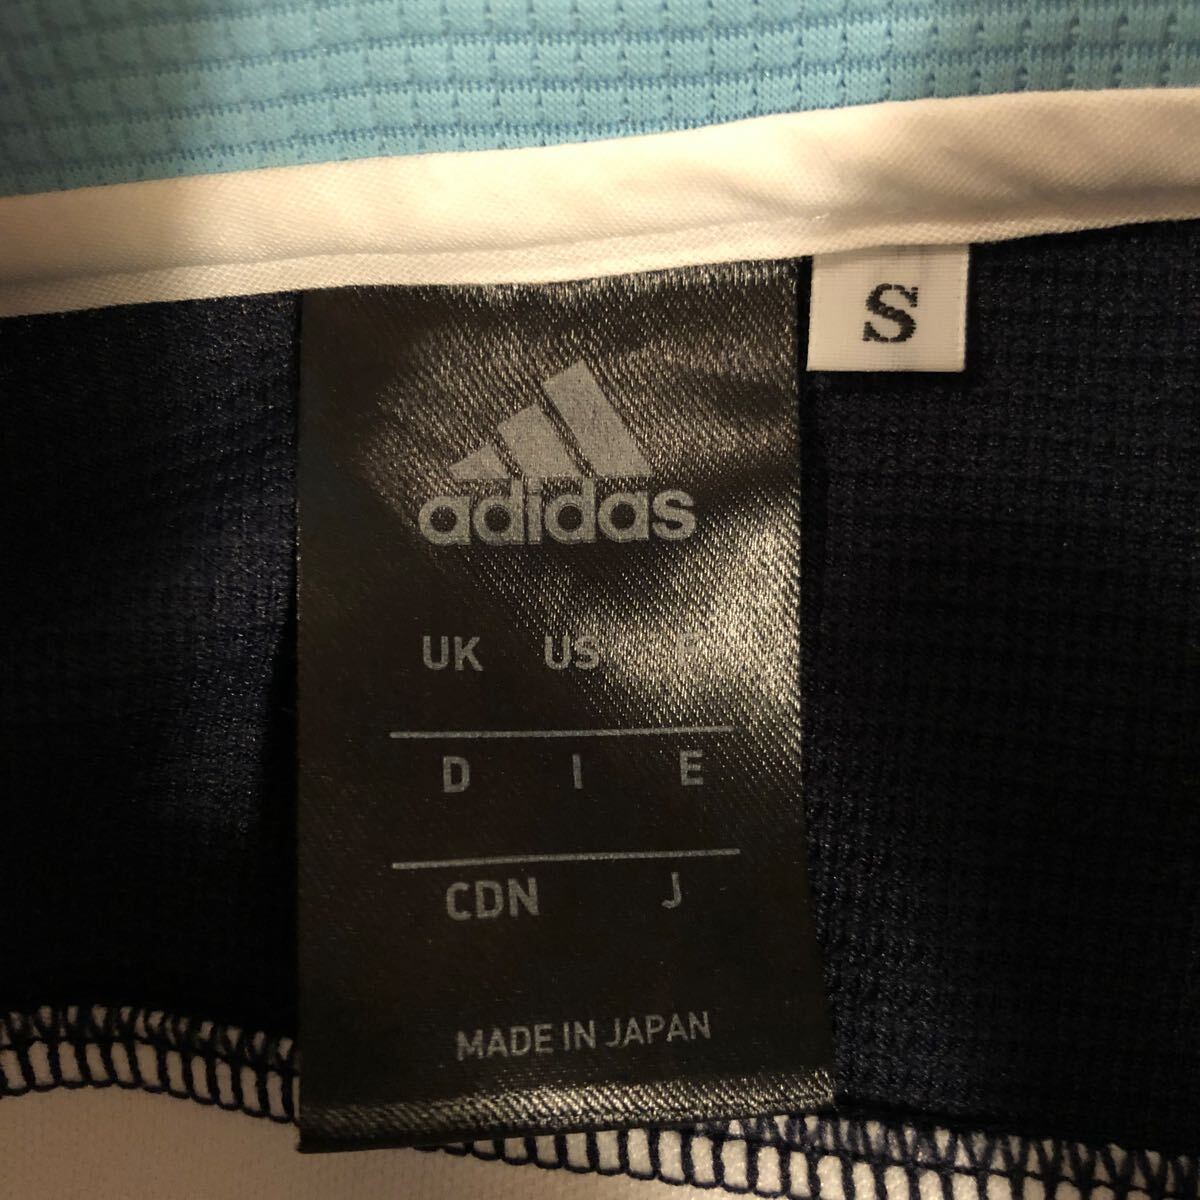 S
adidas
UK US F
D I E
CDN J
MADE IN JAPAN